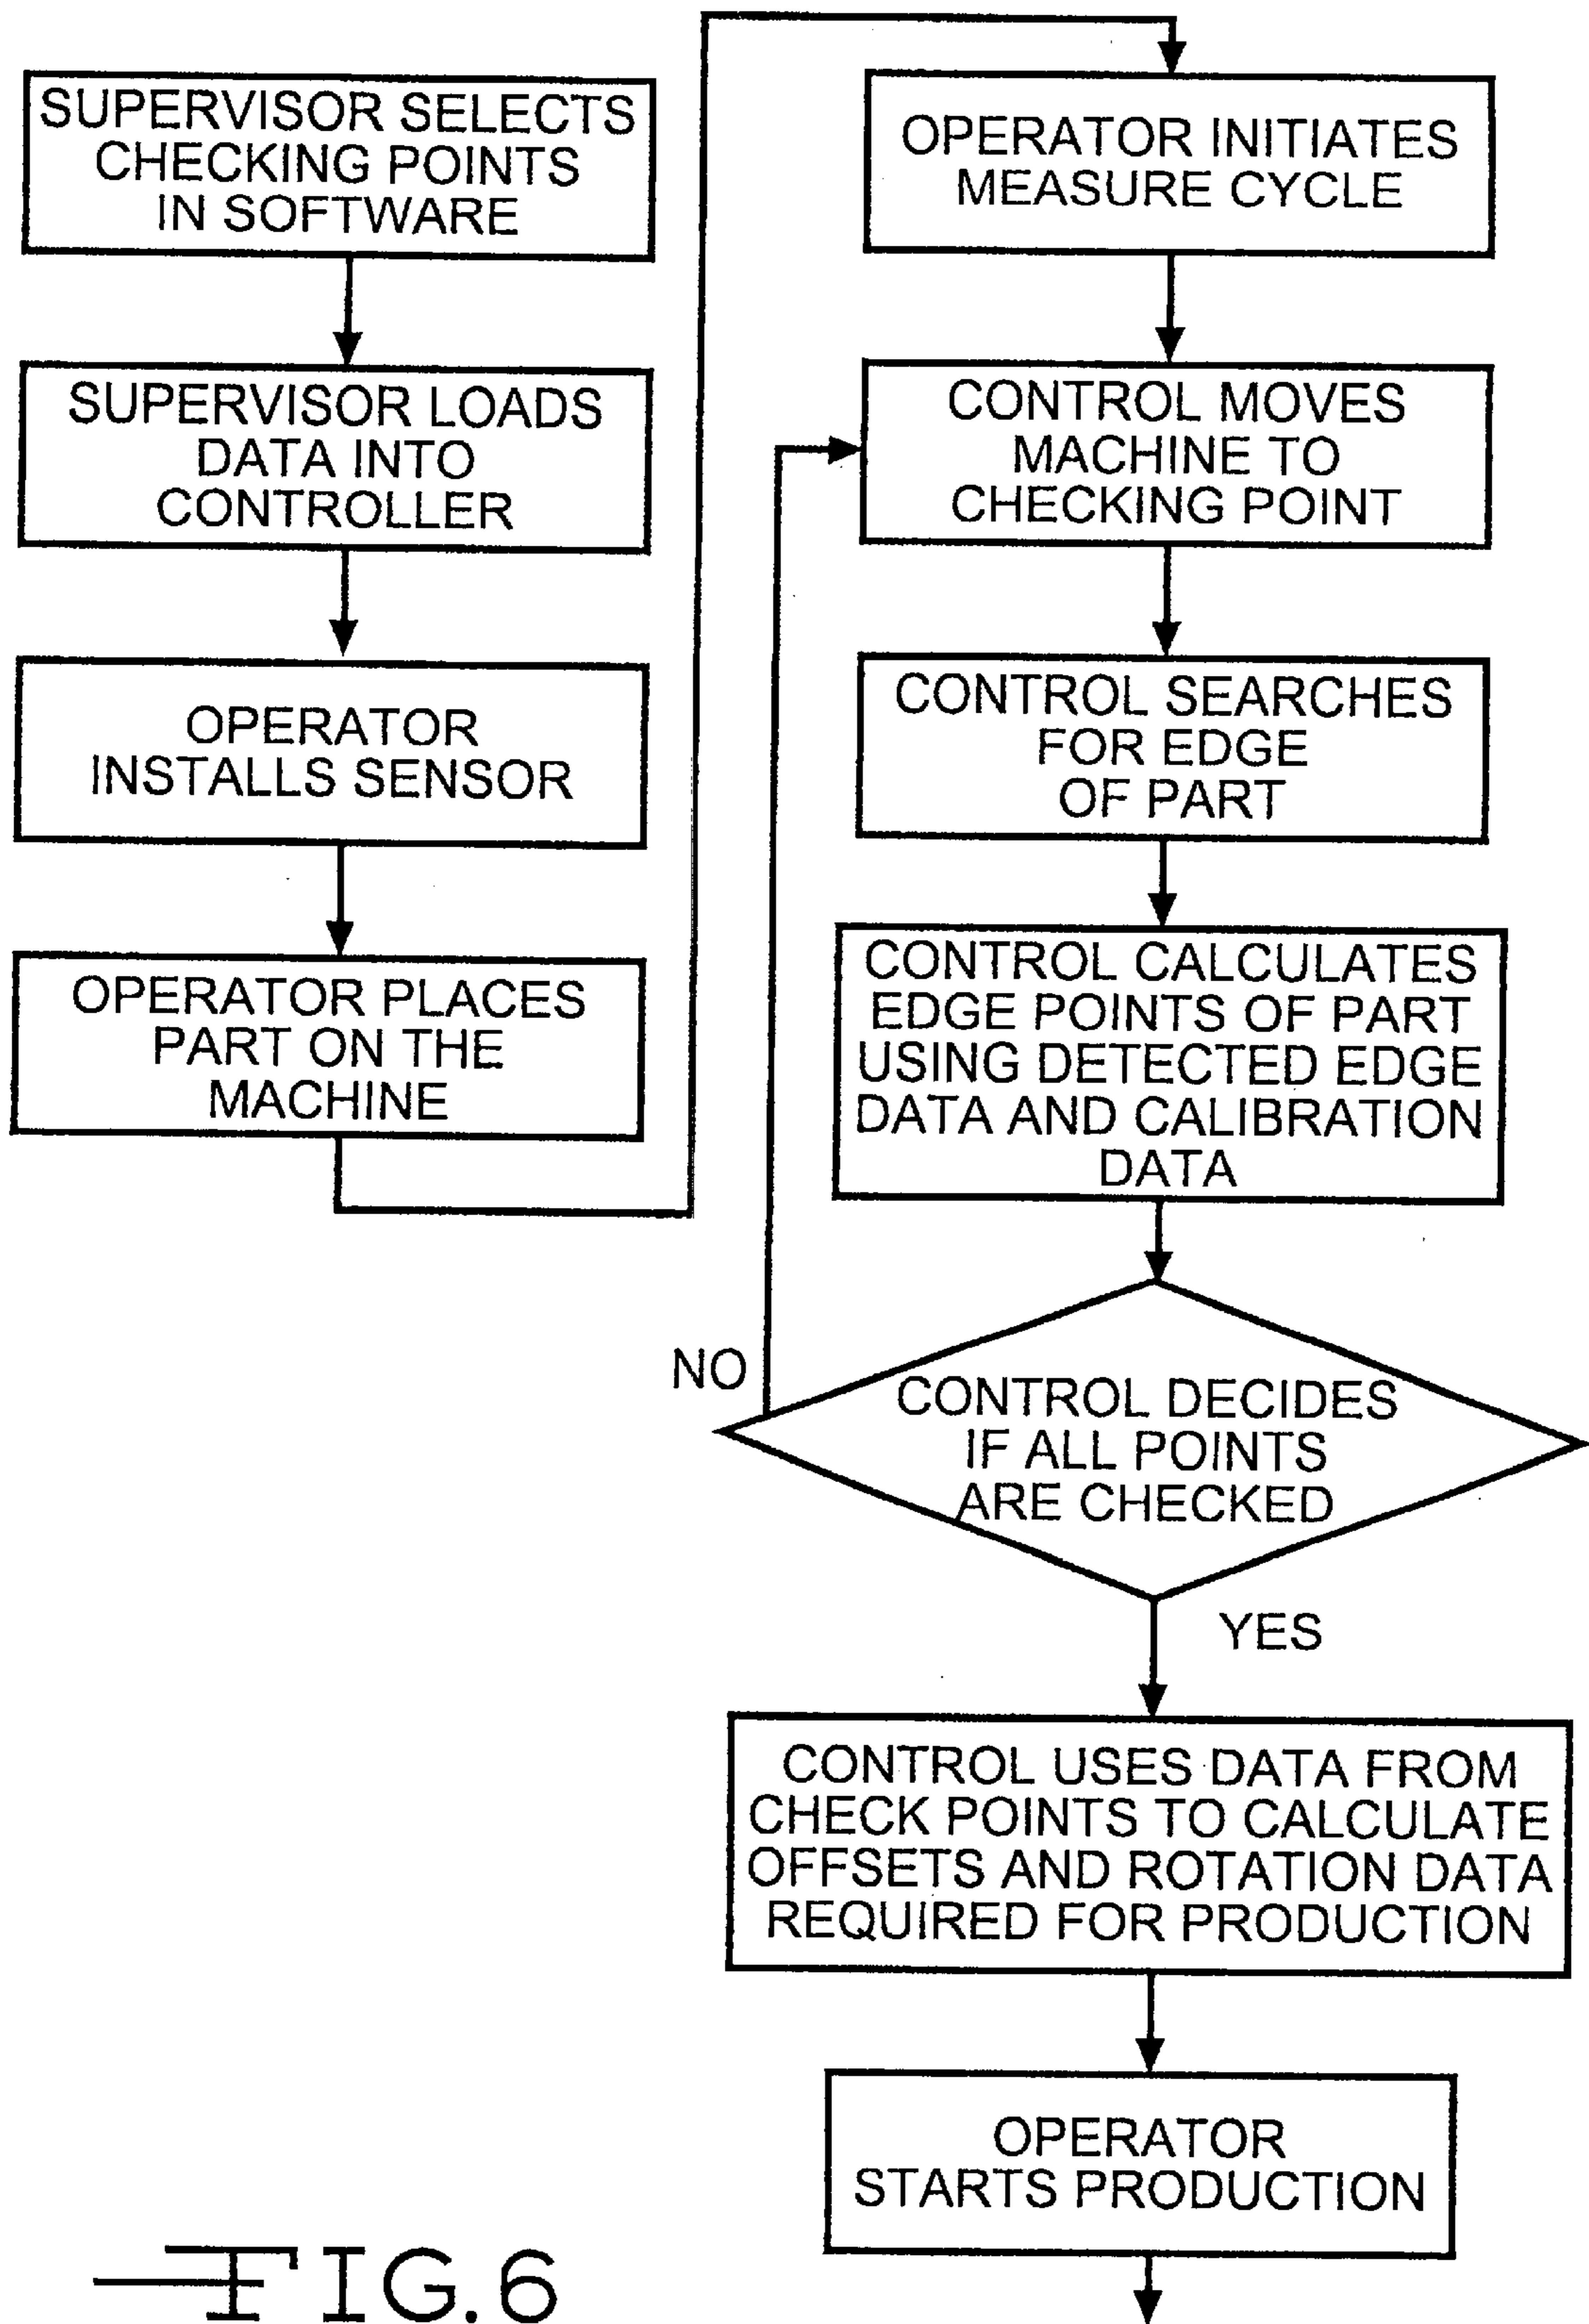 SUPERVISOR SELECTS
CHECKING POINTS
IN SOFTWARE
SUPERVISOR LOADS
DATA INTO
CONTROLLER
OPERATOR
INSTALLS SENSOR
OPERATOR PLACES
PART ON THE
MACHINE
OPERATOR INITIATES
MEASURE CYCLE
CONTROL MOVES
MACHINE TO
CHECKING POINT
CONTROL SEARCHES
FOR EDGE
OF PART
CONTROL CALCULATES
EDGE POINTS OF PART
USING DETECTED EDGE
DATA AND CALIBRATION
DATA
NO
CONTROL DECIDES
IF ALL POINTS
ARE CHECKED
YES
CONTROL USES DATA FROM
CHECK POINTS TO CALCULATE
OFFSETS AND ROTATION DATA
REQUIRED FOR PRODUCTION
OPERATOR
STARTS PRODUCTION
FIG.6